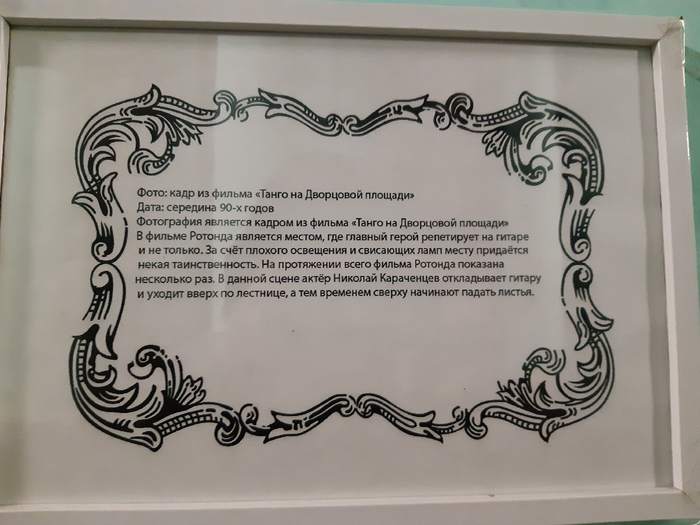 Фото: кадр из фильма «Танго на Дворцовой площади»
Дата: середина 90-х годов
Фотография является кадром из фильма «Танго на Дворцовой площади»
В фильме Ротонда является местом, где главный герой репетирует на гитаре
и не только. За счёт плохого освещения и свисающих ламп месту придаётся
некая таинственность. На протяжении всего фильма Ротонда показана
несколько раз. В данной сцене актёр Николай Караченцев откладывает гитару
и уходит вверх по лестнице, а тем временем сверху начинают падать листья.